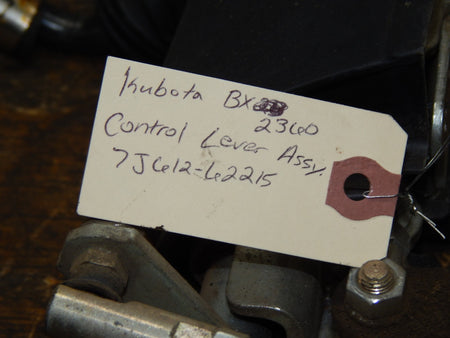 Kubota BX
2360
Control Lever Assy.
7J612-62215